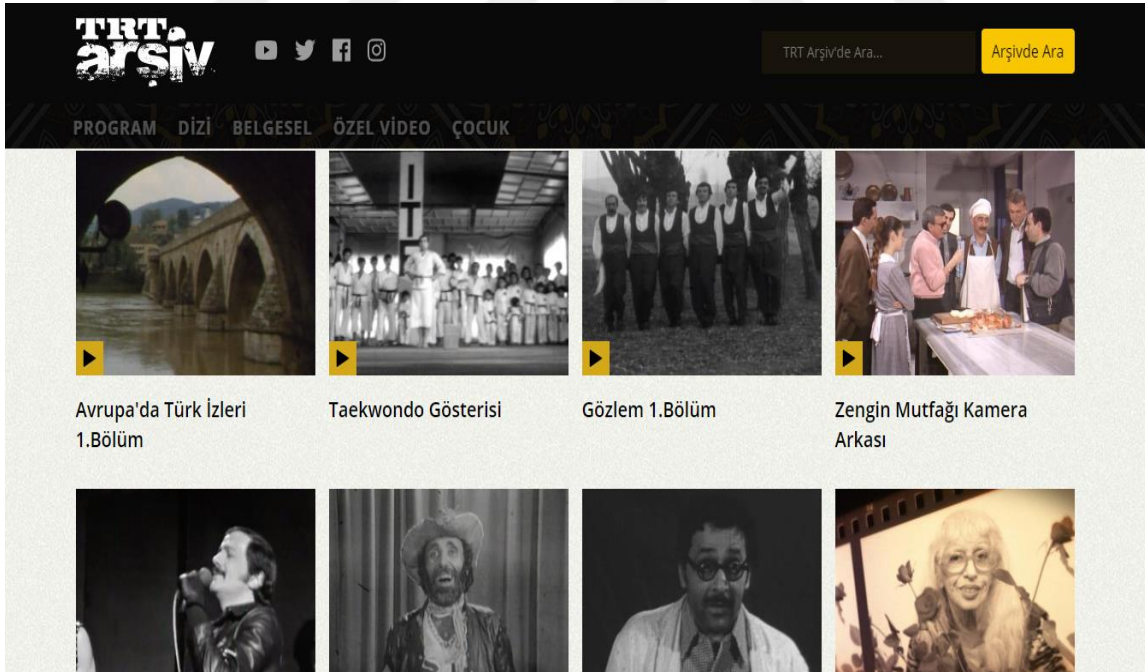 TRT
arşiv
TRT Arşiv'de Ara...
Arşivde Ara
PROGRAM DİZİ BELGESEL ÖZEL VİDEO ÇOCUK
Avrupa'da Türk İzleri
1.Bölüm
Taekwondo Gösterisi
Gözlem 1.Bölüm
Zengin Mutfağı Kamera
Arkası